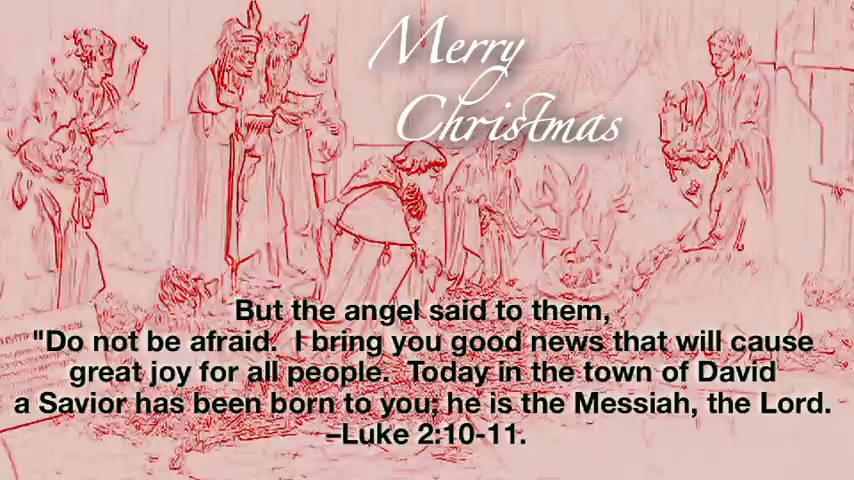 Merry
Christmas
But the angel said to them,
"Do not be afraid.  I bring you good news that will cause
great joy for all people.  Today in the town of David
a Savior has been born to you; he is the Messiah, the Lord.
–Luke 2:10-11.